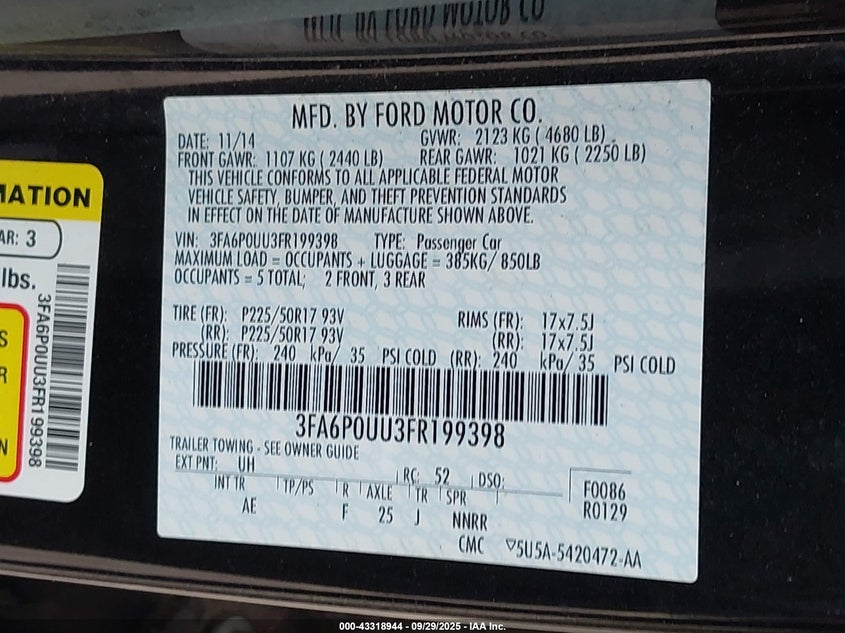 MFD. BY FORD MOTOR CO.
DATE: 11/14 GVWR: 2123 KG ( 4680 LB)
FRONT GAWR: 1107 KG ( 2440 LB) REAR GAWR: 1021 KG ( 2250 LB)
THIS VEHICLE CONFORMS TO ALL APPLICABLE FEDERAL MOTOR
VEHICLE SAFETY, BUMPER, AND THEFT PREVENTION STANDARDS
IN EFFECT ON THE DATE OF MANUFACTURE SHOWN ABOVE.
VIN: 3FA6P0UU3FR199398 TYPE: Passenger Car
MAXIMUM LOAD = OCCUPANTS + LUGGAGE = 385KG/ 850LB
OCCUPANTS = 5 TOTAL; 2 FRONT, 3 REAR
TIRE (FR): P225/50R17 93V RIMS (FR): 17x7.5J
(RR): P225/50R17 93V (RR): 17x7.5J
PRESSURE (FR): 240 kPa/ 35 PSI COLD (RR): 240 kPa/ 35 PSI COLD
3FA6P0UU3FR199398
TRAILER TOWING - SEE OWNER GUIDE
EXT PNT: UH RC: 52 DSO:
INT TR TP/PS R AXLE TR SPR
AE F 25 J NNRR
F0086
R0129
CMC ▽5U5A-5420472-AA
MATION
AR: 3
lbs.
3FA6P0UU3FR199398
S
R
N
000-43318944 - 09/29/2025 - IAA Inc.